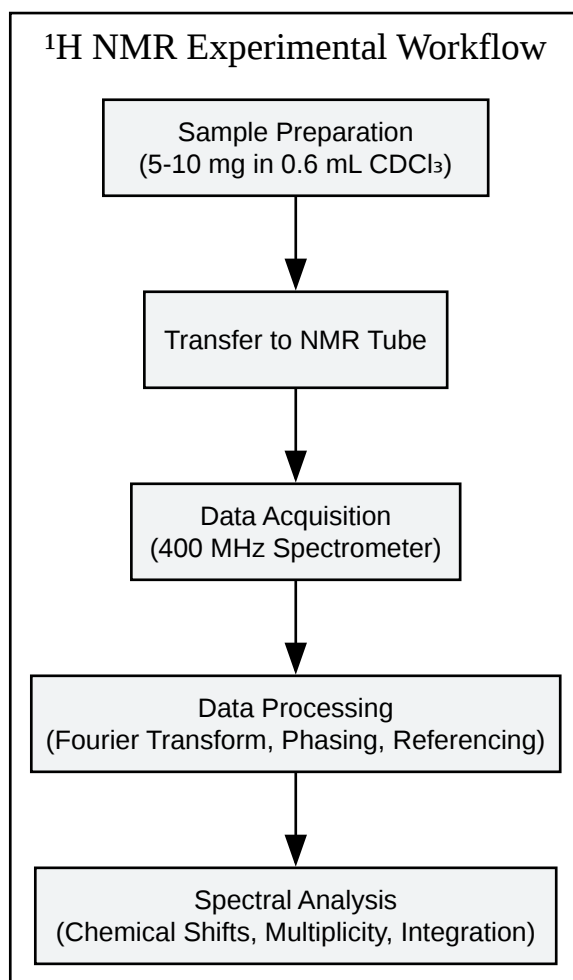 ¹H NMR Experimental Workflow
Sample Preparation
(5-10 mg in 0.6 mL CDCl₃)
Transfer to NMR Tube
Data Acquisition
(400 MHz Spectrometer)
Data Processing
(Fourier Transform, Phasing, Referencing)
Spectral Analysis
(Chemical Shifts, Multiplicity, Integration)